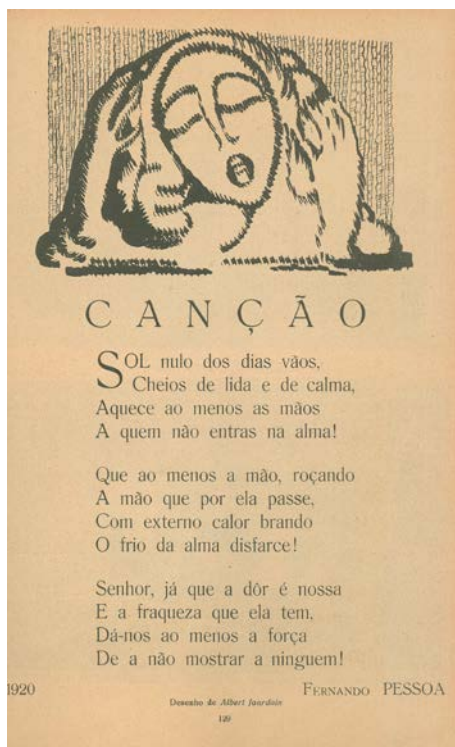 CANÇÃO
SOL nulo dos dias vãos,
Cheios de lida e de calma,
Aquece ao menos as mãos
A quem não entras na alma!
Que ao menos a mão, roçando
A mão que por ela passe,
Com externo calor brando
O frio da alma disfarce!
Senhor, já que a dôr é nossa
E a fraqueza que ela tem,
Dá-nos ao menos a força
De a não mostrar a ninguem!
1920
FERNANDO PESSOA
Desenho de Albert Jourdain
120